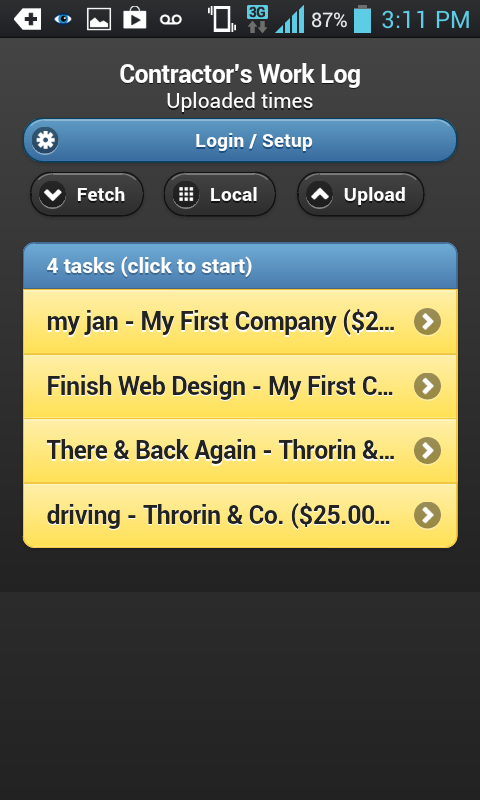 3G 87% 3:11 PM
Contractor's Work Log
Uploaded times
Login / Setup
Fetch Local Upload
4 tasks (click to start)
my jan - My First Company ($2...
Finish Web Design - My First C...
There & Back Again - Throrin &...
driving - Throrin & Co. ($25.00...